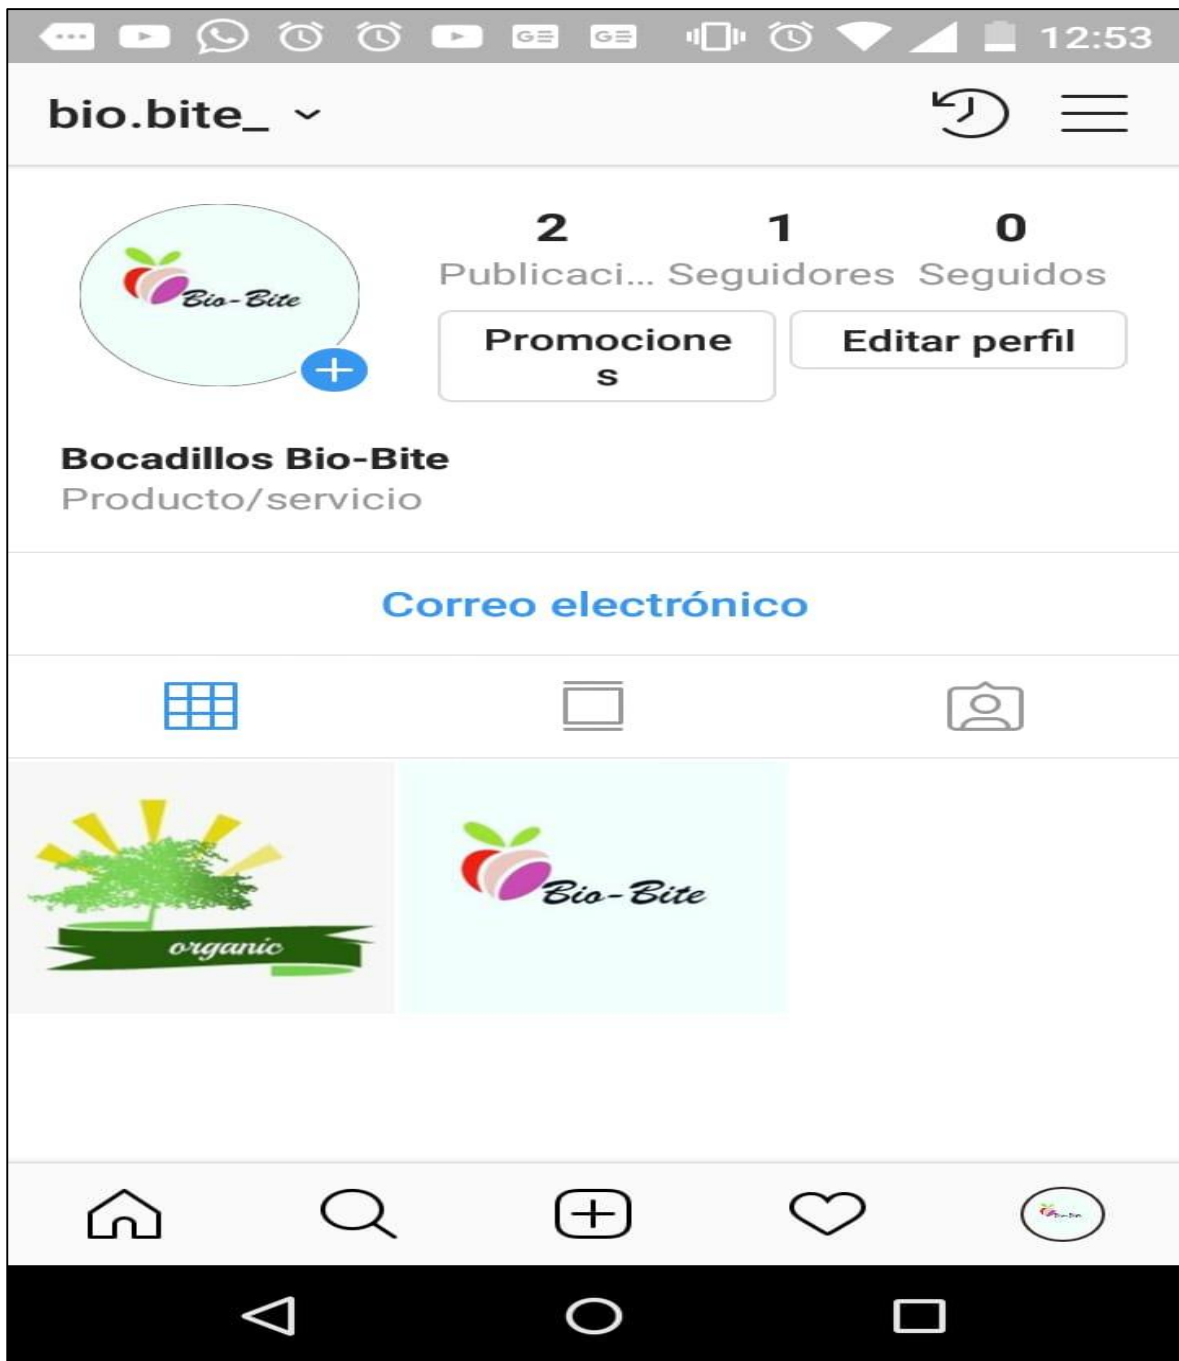 12:53
bio.bite_
2 1 0
Publicaci... Seguidores Seguidos
Promocione
s
Editar perfil
Bio-Bite
Bocadillos Bio-Bite
Producto/servicio
Correo electrónico
organic
Bio-Bite